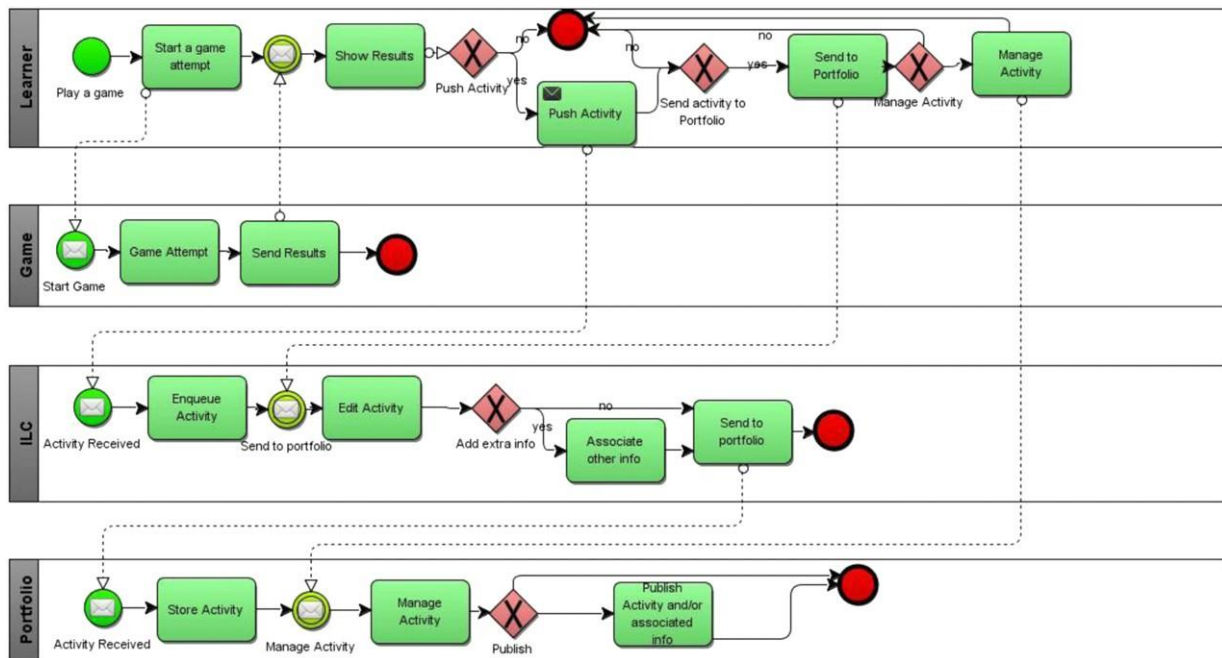 Learner
Play a game
Start a game
attempt
Show Results
Push Activity
no
yes
Push Activity
no
Send activity to
Portfolio
yes
Send to
Portfolio
no
Manage Activity
Manage
Activity
Game
Start Game
Game Attempt
Send Results
ILC
Activity Received
Enqueue
Activity
Send to portfolio
Edit Activity
Add extra info
no
yes
Associate
other info
Send to
portfolio
Portfolio
Activity Received
Store Activity
Manage Activity
Manage
Activity
Publish
Publish
Activity and/or
associated
info